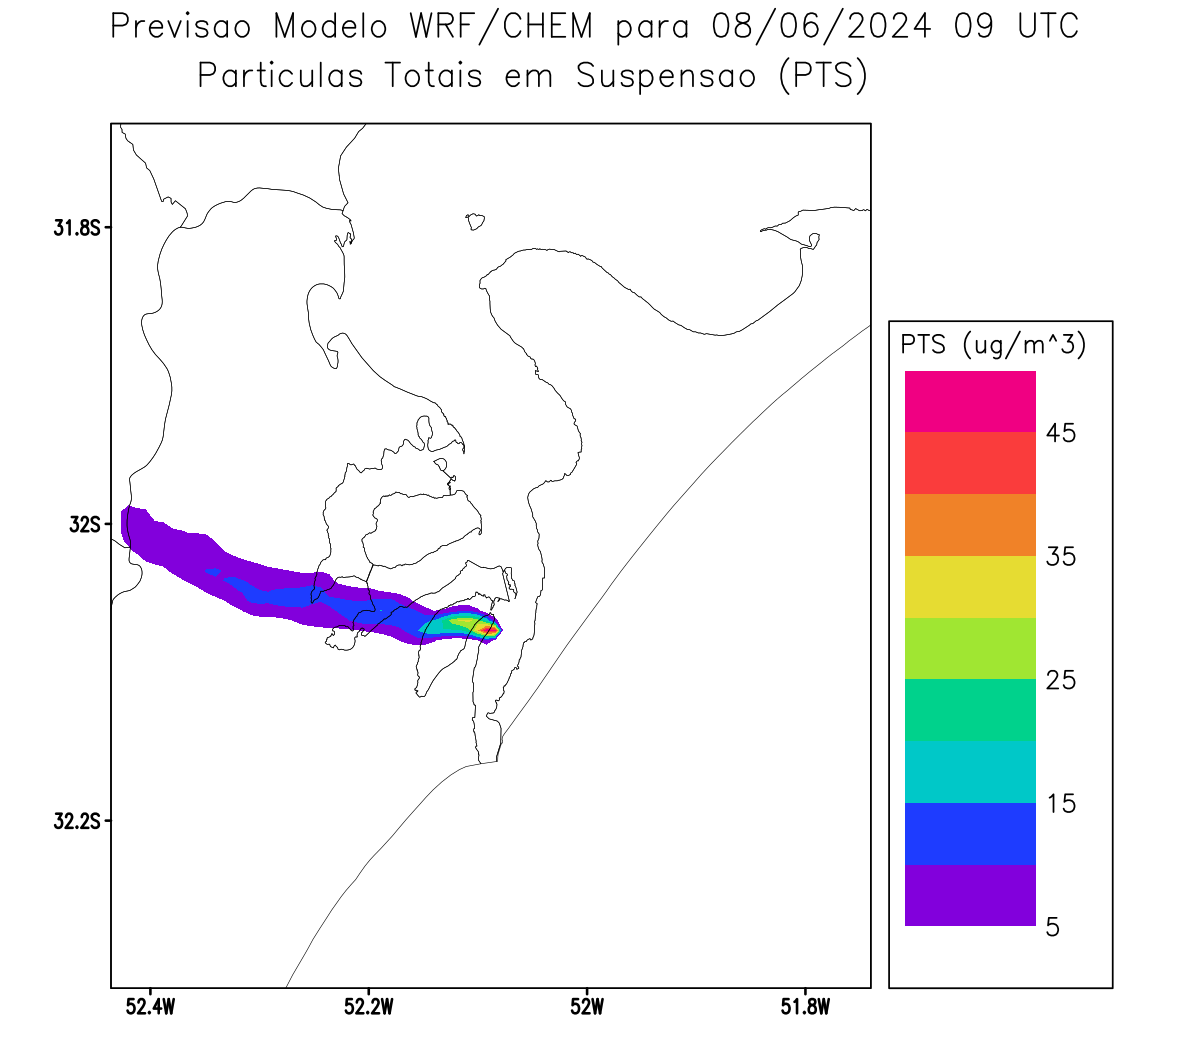 Previsao Modelo WRF/CHEM para 08/06/2024 09 UTC
Particulas Totais em Suspensao (PTS)
31.8S
32S
32.2S
52.4W
52.2W
52W
51.8W
PTS (ug/m^3)
45
35
25
15
5